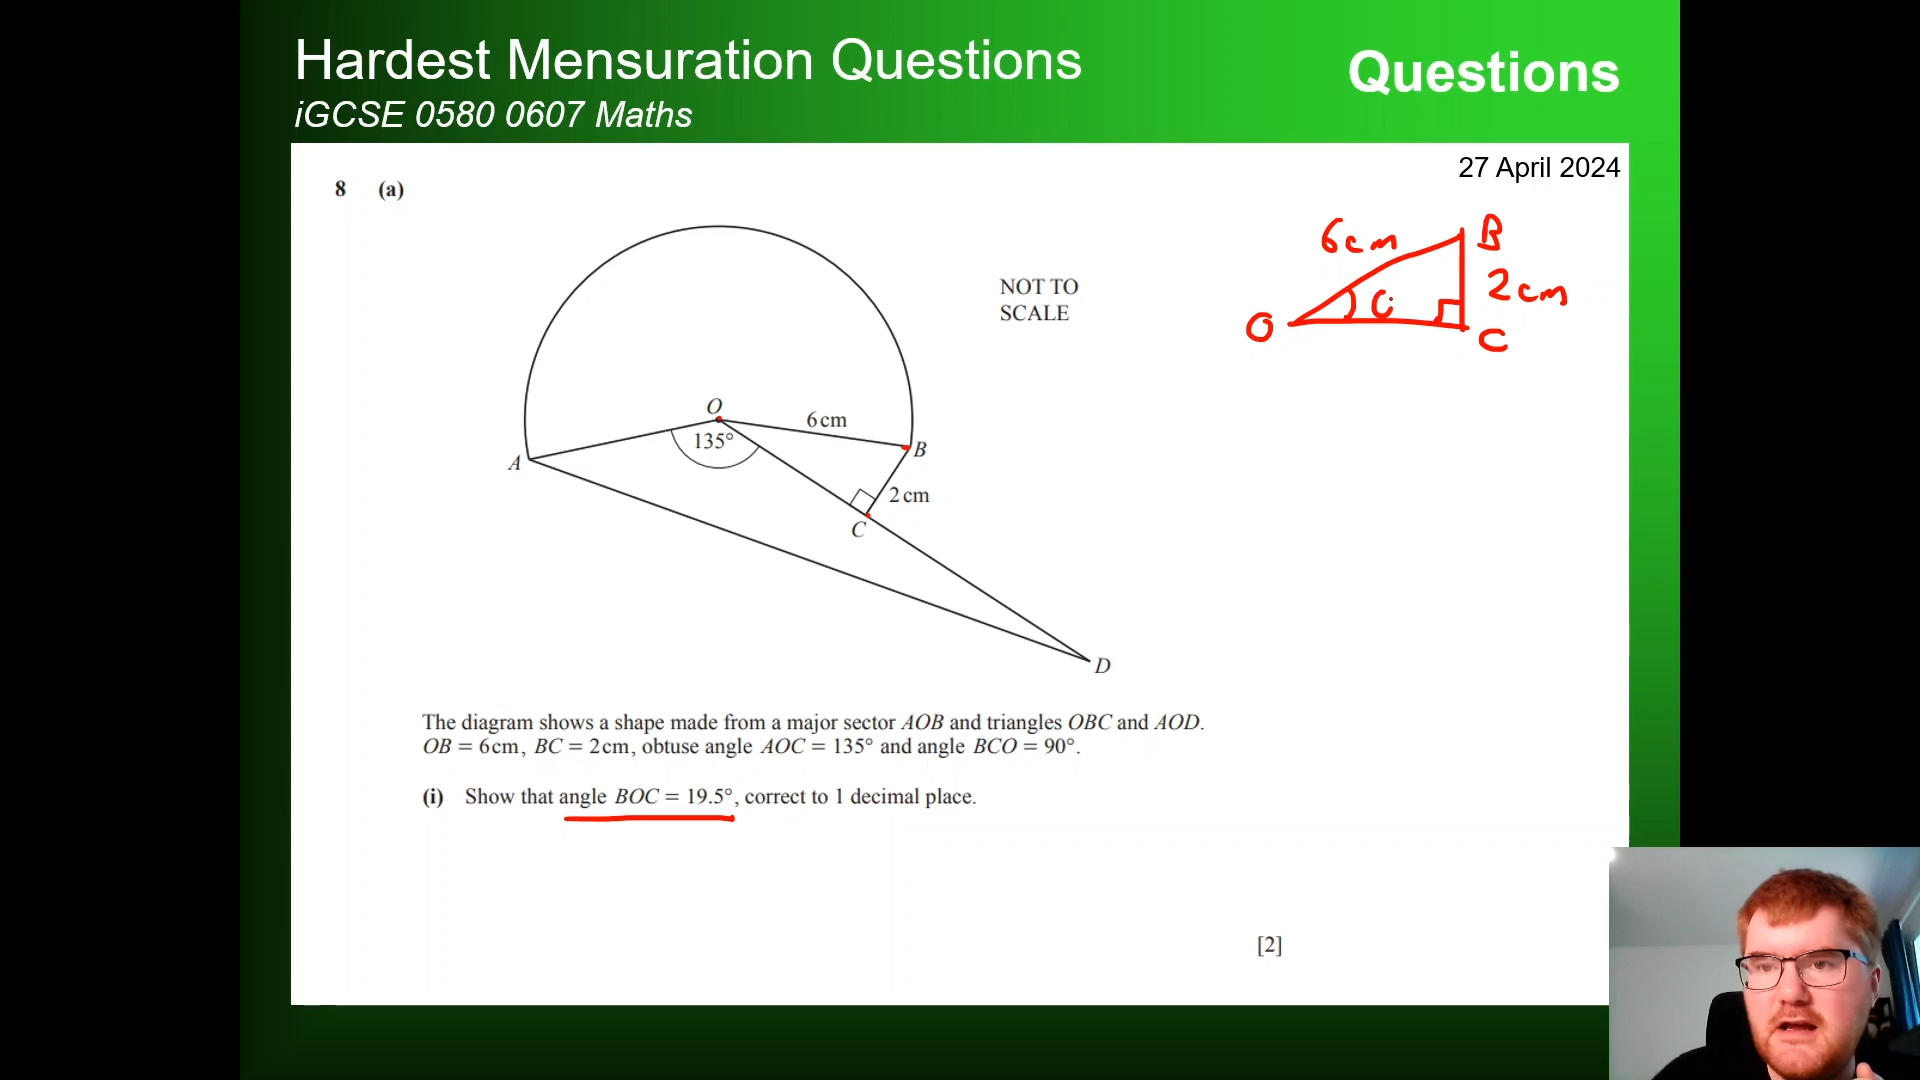 Hardest Mensuration Questions
iGCSE 0580 0607 Maths
Questions
27 April 2024
8 (a)
NOT TO
SCALE
O
6 cm
135°
A
B
2 cm
C
D
6cm
B
2cm
O
C
The diagram shows a shape made from a major sector AOB and triangles OBC and AOD.
OB = 6cm, BC = 2cm, obtuse angle AOC = 135° and angle BCO = 90°.
(i) Show that angle BOC = 19.5°, correct to 1 decimal place.
[2]